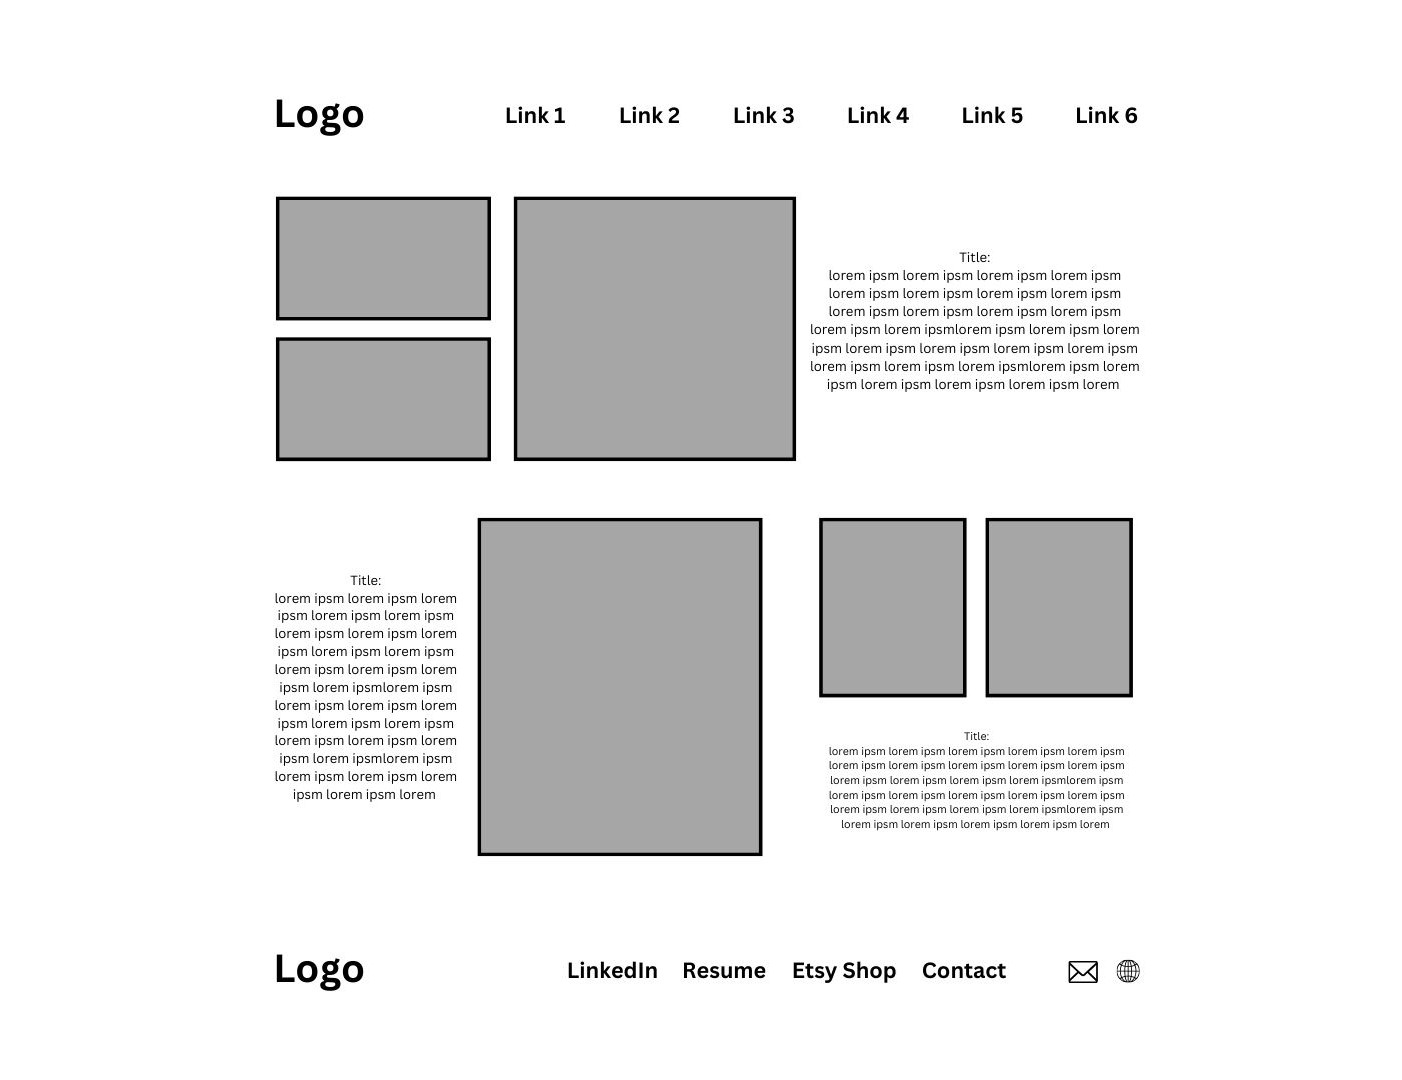 Logo
Link 1
Link 2
Link 3
Link 4
Link 5
Link 6
Title:
lorem ipsm lorem ipsm lorem ipsm lorem ipsm
lorem ipsm lorem ipsm lorem ipsm lorem ipsm
lorem ipsm lorem ipsm lorem ipsm lorem ipsm
lorem ipsm lorem ipsmlorem ipsm lorem ipsm lorem
ipsm lorem ipsm lorem ipsm lorem ipsm lorem ipsm
lorem ipsm lorem ipsm lorem ipsmlorem ipsm lorem
ipsm lorem ipsm lorem ipsm lorem ipsm lorem
Title:
lorem ipsm lorem ipsm lorem
ipsm lorem ipsm lorem ipsm
lorem ipsm lorem ipsm lorem
ipsm lorem ipsm lorem ipsm
lorem ipsm lorem ipsm lorem
ipsm lorem ipsmlorem ipsm
lorem ipsm lorem ipsm lorem
ipsm lorem ipsm lorem ipsm
lorem ipsm lorem ipsm lorem
ipsm lorem ipsmlorem ipsm
lorem ipsm lorem ipsm lorem
ipsm lorem ipsm lorem
Title:
lorem ipsm lorem ipsm lorem ipsm lorem ipsm lorem ipsm
lorem ipsm lorem ipsm lorem ipsm lorem ipsm lorem ipsm
lorem ipsm lorem ipsm lorem ipsm lorem ipsmlorem ipsm
lorem ipsm lorem ipsm lorem ipsm lorem ipsm lorem ipsm
lorem ipsm lorem ipsm lorem ipsm lorem ipsmlorem ipsm
lorem ipsm lorem ipsm lorem ipsm lorem ipsm lorem
Logo
LinkedIn
Resume
Etsy Shop
Contact